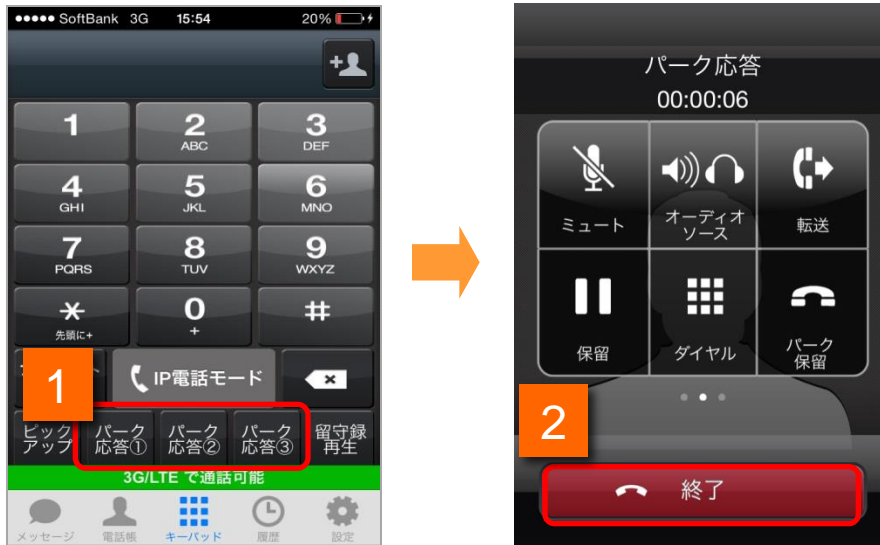 SoftBank 3G 15:54 20%
1
2
ABC
3
DEF
4
GHI
5
JKL
6
MNO
7
PQRS
8
TUV
9
WXYZ
*
先頭に+
0
+
#
IP電話モード
1
ピック
アップ
パーク
応答①
パーク
応答②
パーク
応答③
留守録
再生
3G/LTE で通話可能
メッセージ
電話帳
キーパッド
履歴
設定
パーク応答
00:00:06
ミュート
オーディオ
ソース
転送
保留
ダイヤル
パーク
保留
2
終了